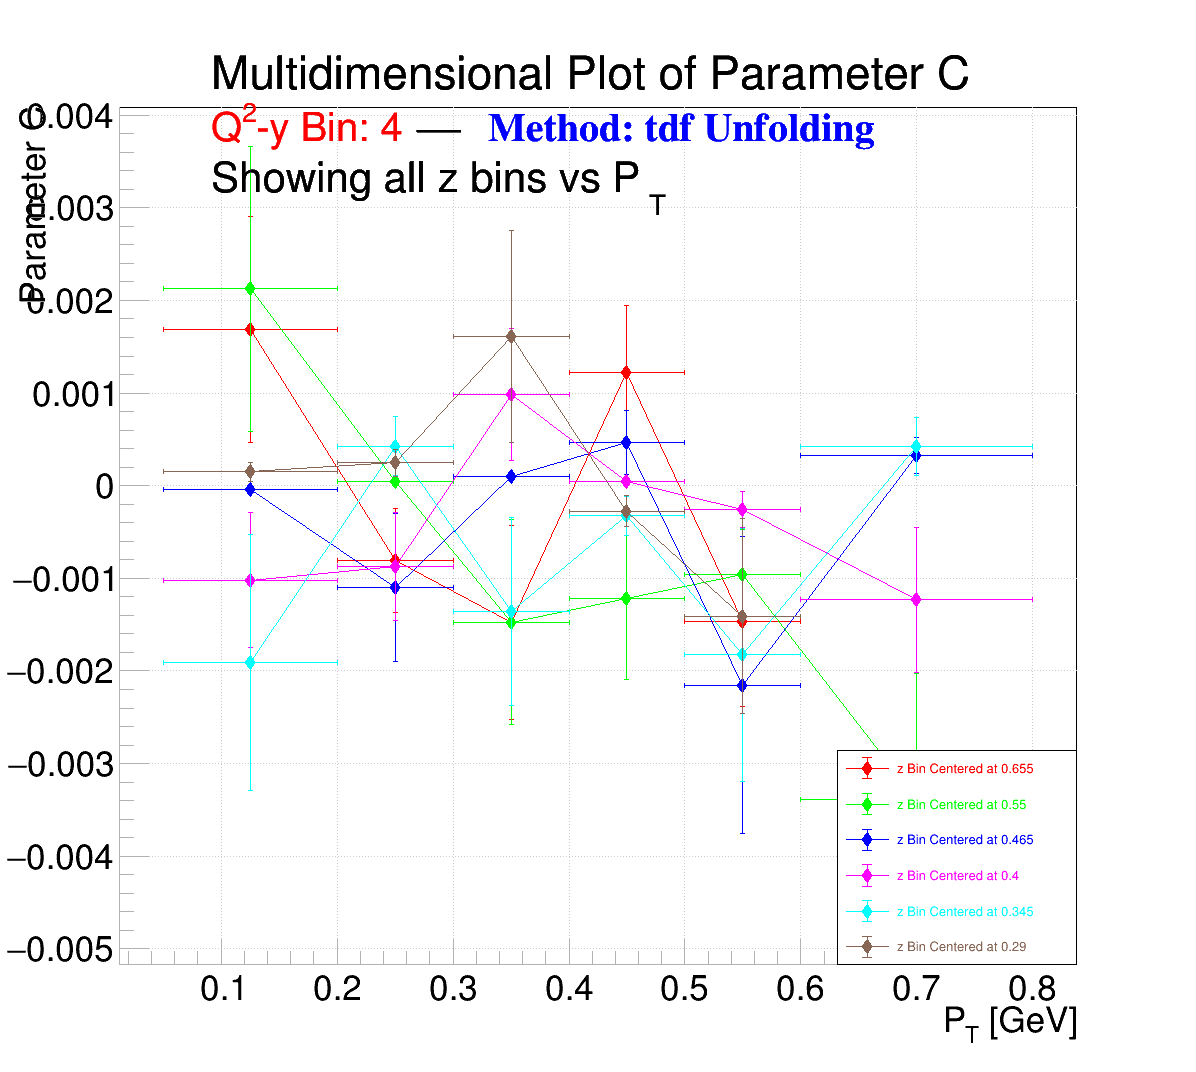 Multidimensional Plot of Parameter C
Q²-y Bin: 4 — Method: tdf Unfolding
Showing all z bins vs P_T
Parameter C
0.004
0.003
0.002
0.001
0
−0.001
−0.002
−0.003
−0.004
−0.005
z Bin Centered at 0.655
z Bin Centered at 0.55
z Bin Centered at 0.465
z Bin Centered at 0.4
z Bin Centered at 0.345
z Bin Centered at 0.29
0.1 0.2 0.3 0.4 0.5 0.6 0.7 0.8
P_T [GeV]